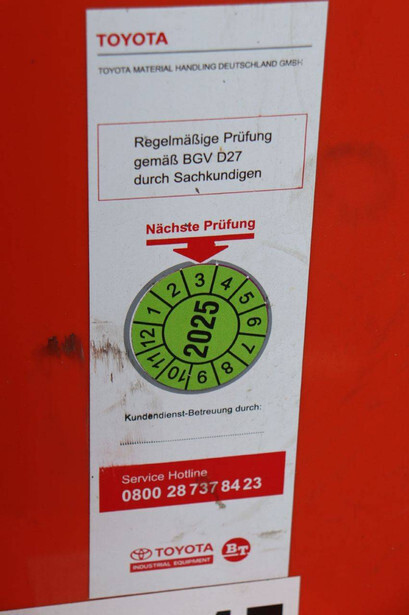 TOYOTA
TOYOTA MATERIAL HANDLING DEUTSCHLAND GMBH
Regelmäßige Prüfung
gemäß BGV D27
durch Sachkundigen
Nächste Prüfung
1 2 3 4 5 6 7 8 9 10 11 12
2025
Kundendienst-Betreuung durch:
Service Hotline
0800 28 737 84 23
TOYOTA
INDUSTRIAL EQUIPMENT
BT